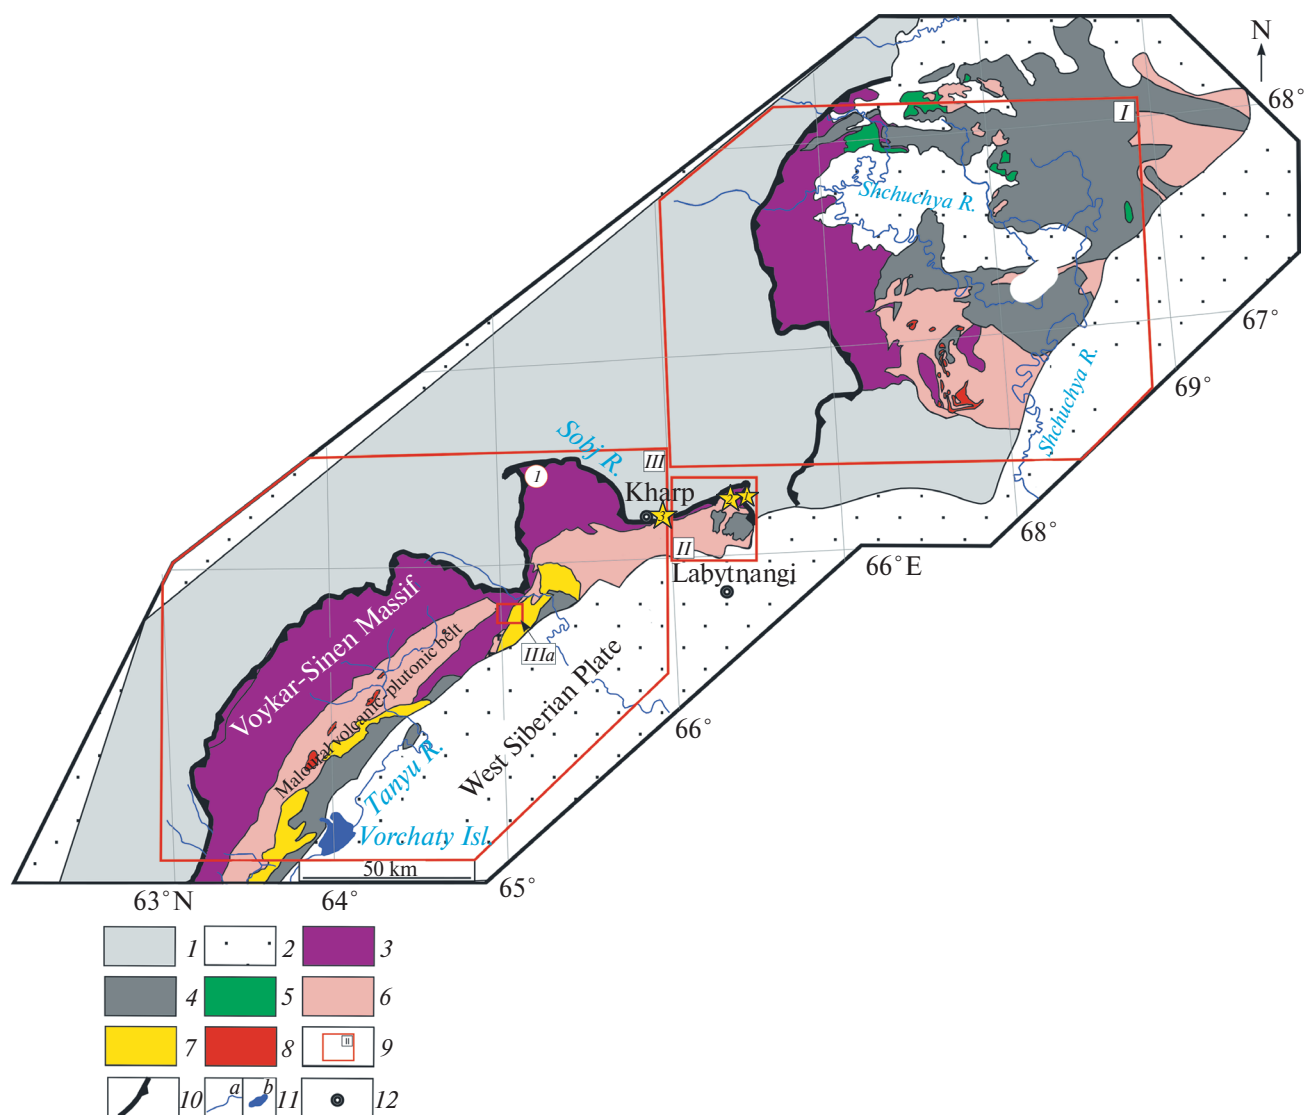 N
68°
I
Shchuchya R.
67°
Shchuchya R.
69°
Sobj R.
III
1
Kharp
2
1
3
68°
II
66°E
Labytnangi
Voykar-Sinen Massif
Maloural volcanic-plutonic belt
IIIa
West Siberian Plate
66°
Tanyu R.
Vorchaty Isl.
50 km
65°
63°N
64°
1
2
3
4
5
6
7
8
II
9
10
a
b
11
12